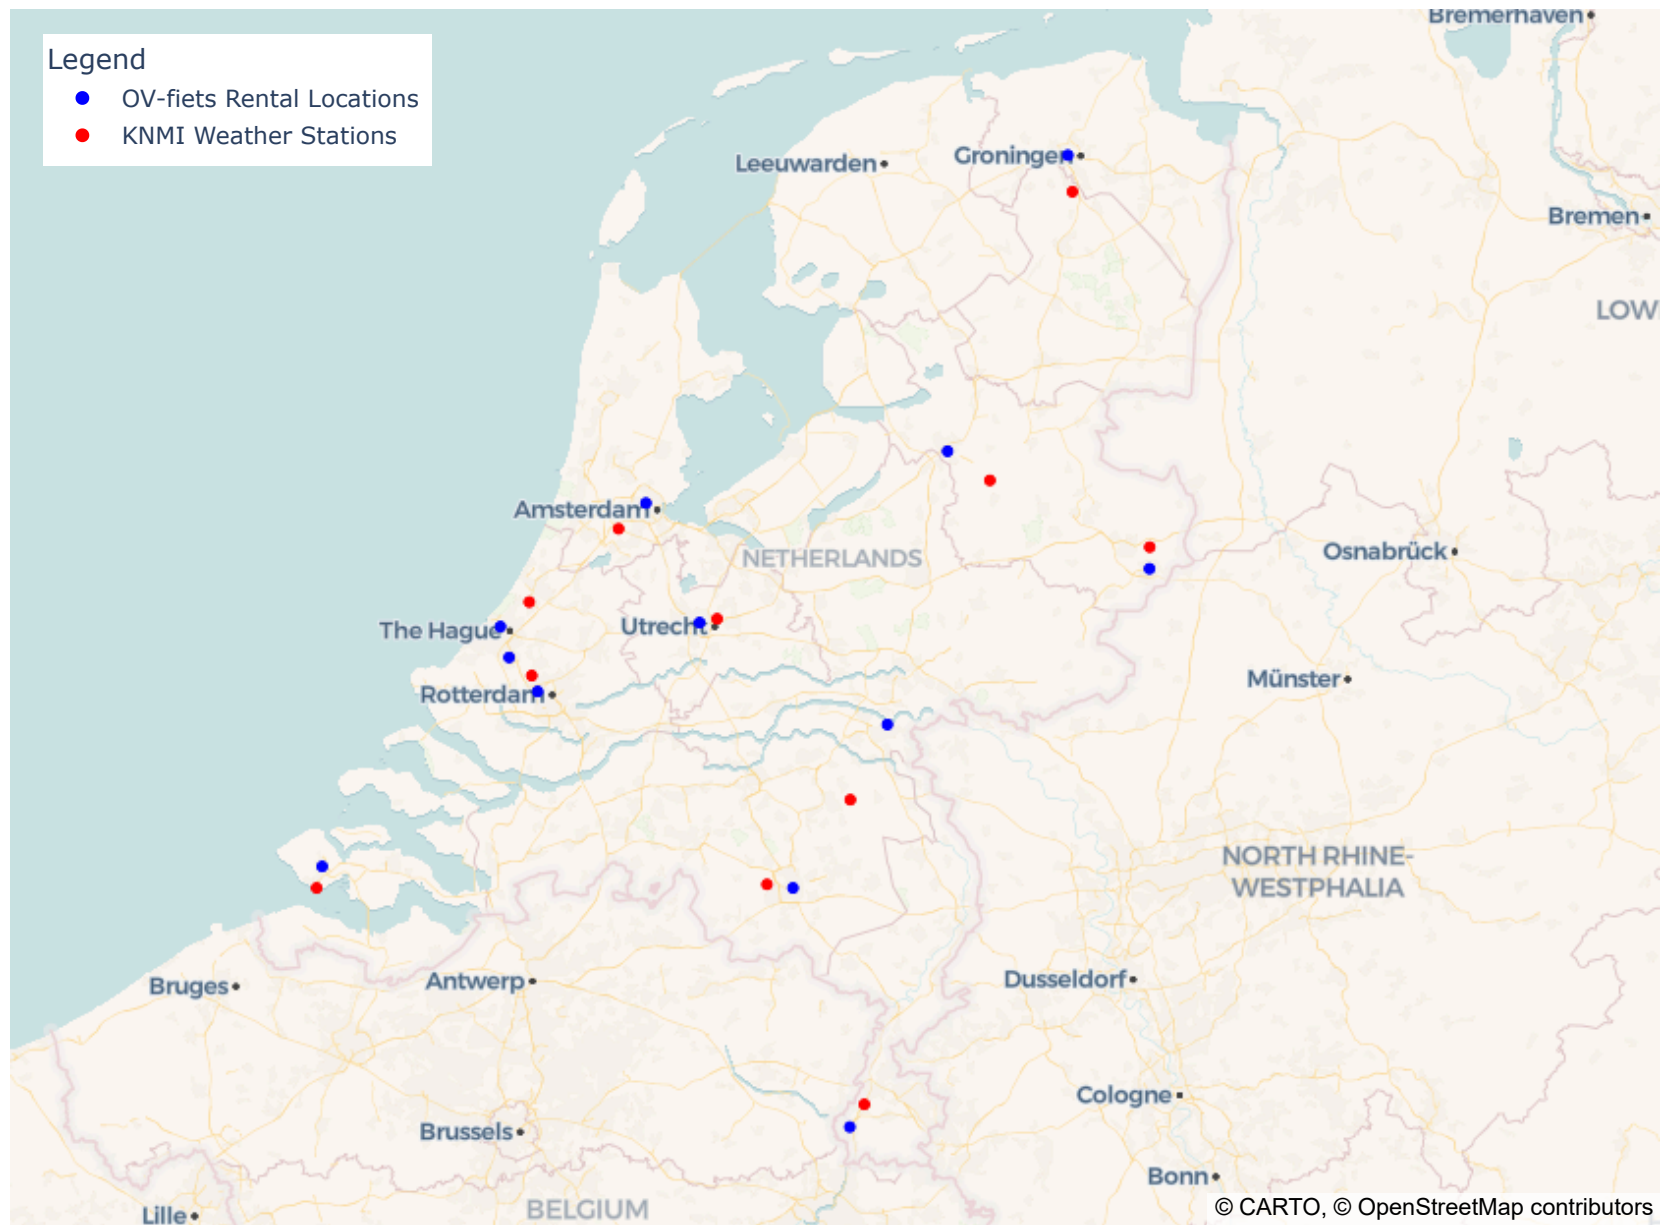 Bremerhaven
Legend
OV-fiets Rental Locations
KNMI Weather Stations
Leeuwarden
Groningen
Bremen
LOW
Amsterdam
NETHERLANDS
Osnabrück
The Hague
Utrecht
Rotterdam
Münster
NORTH RHINE-
WESTPHALIA
Bruges
Antwerp
Dusseldorf
Cologne
Brussels
Bonn
BELGIUM
Lille
© CARTO, © OpenStreetMap contributors